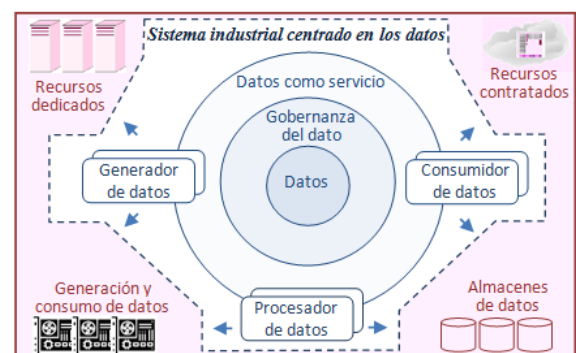 Sistema industrial centrado en los datos
Recursos
dedicados
Recursos
contratados
Datos como servicio
Gobernanza
del dato
Datos
Generador
de datos
Consumidor
de datos
Generación y
consumo de datos
Procesador
de datos
Almacenes
de datos